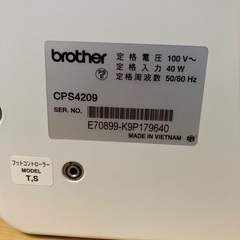 brother
定格電圧 100 V～
定格入力 40 W
定格周波数 50/60 Hz
CPS4209
SER. NO.
E70899-K9P179640
MADE IN VIETNAM
フットコントローラー
MODEL
T,S